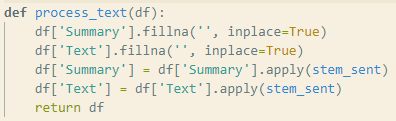 def process_text(df):
    df['Summary'].fillna('', inplace=True)
    df['Text'].fillna('', inplace=True)
    df['Summary'] = df['Summary'].apply(stem_sent)
    df['Text'] = df['Text'].apply(stem_sent)
    return df